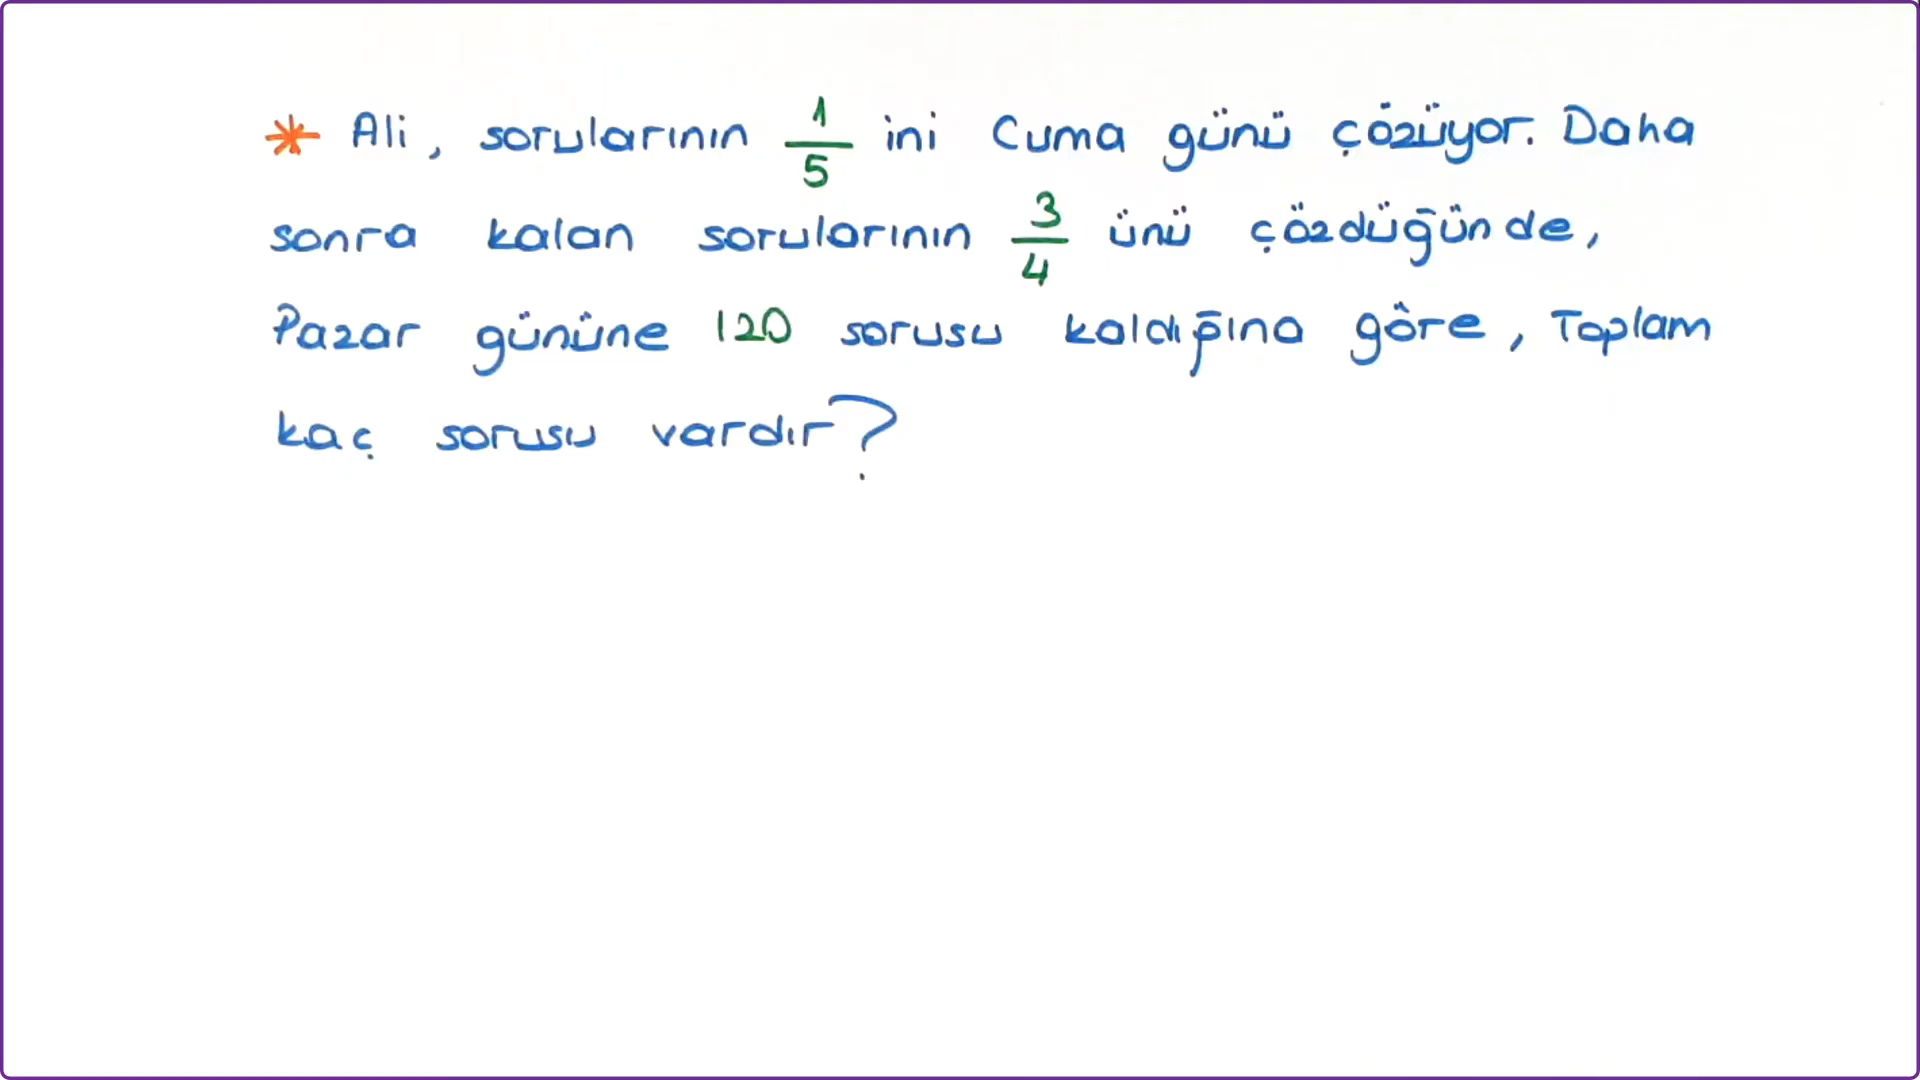 * Ali, sorularının 1/5 ini Cuma günü çözüyor. Daha
sonra kalan sorularının 3/4 ünü çözdüğünde,
Pazar gününe 120 sorusu kaldığına göre, Toplam
kaç sorusu vardır?